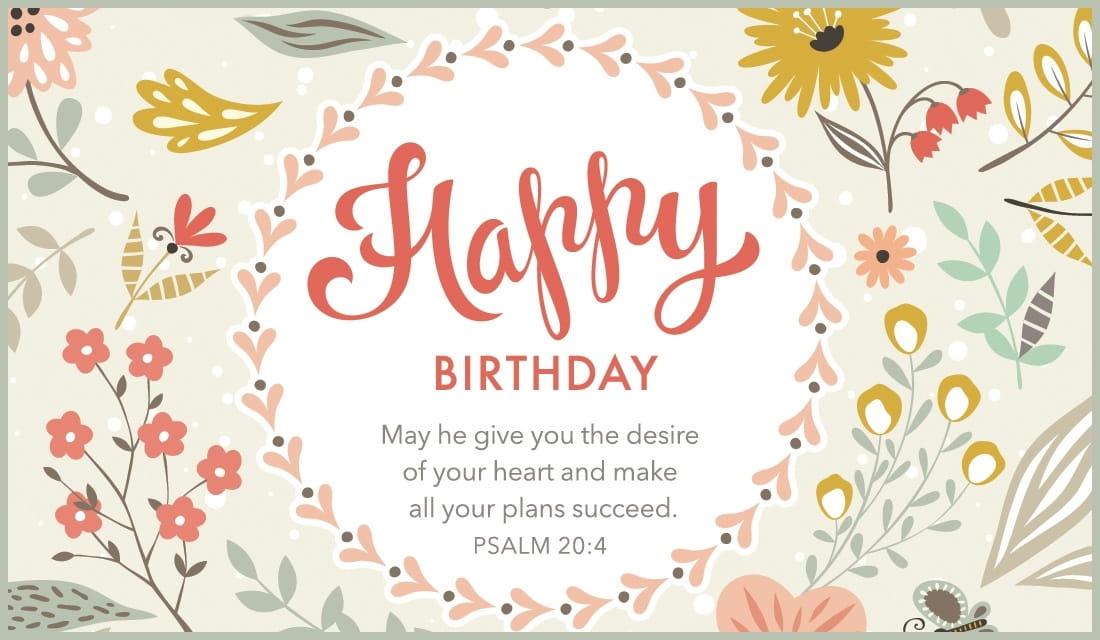 Happy
BIRTHDAY
May he give you the desire
of your heart and make
all your plans succeed.
PSALM 20:4